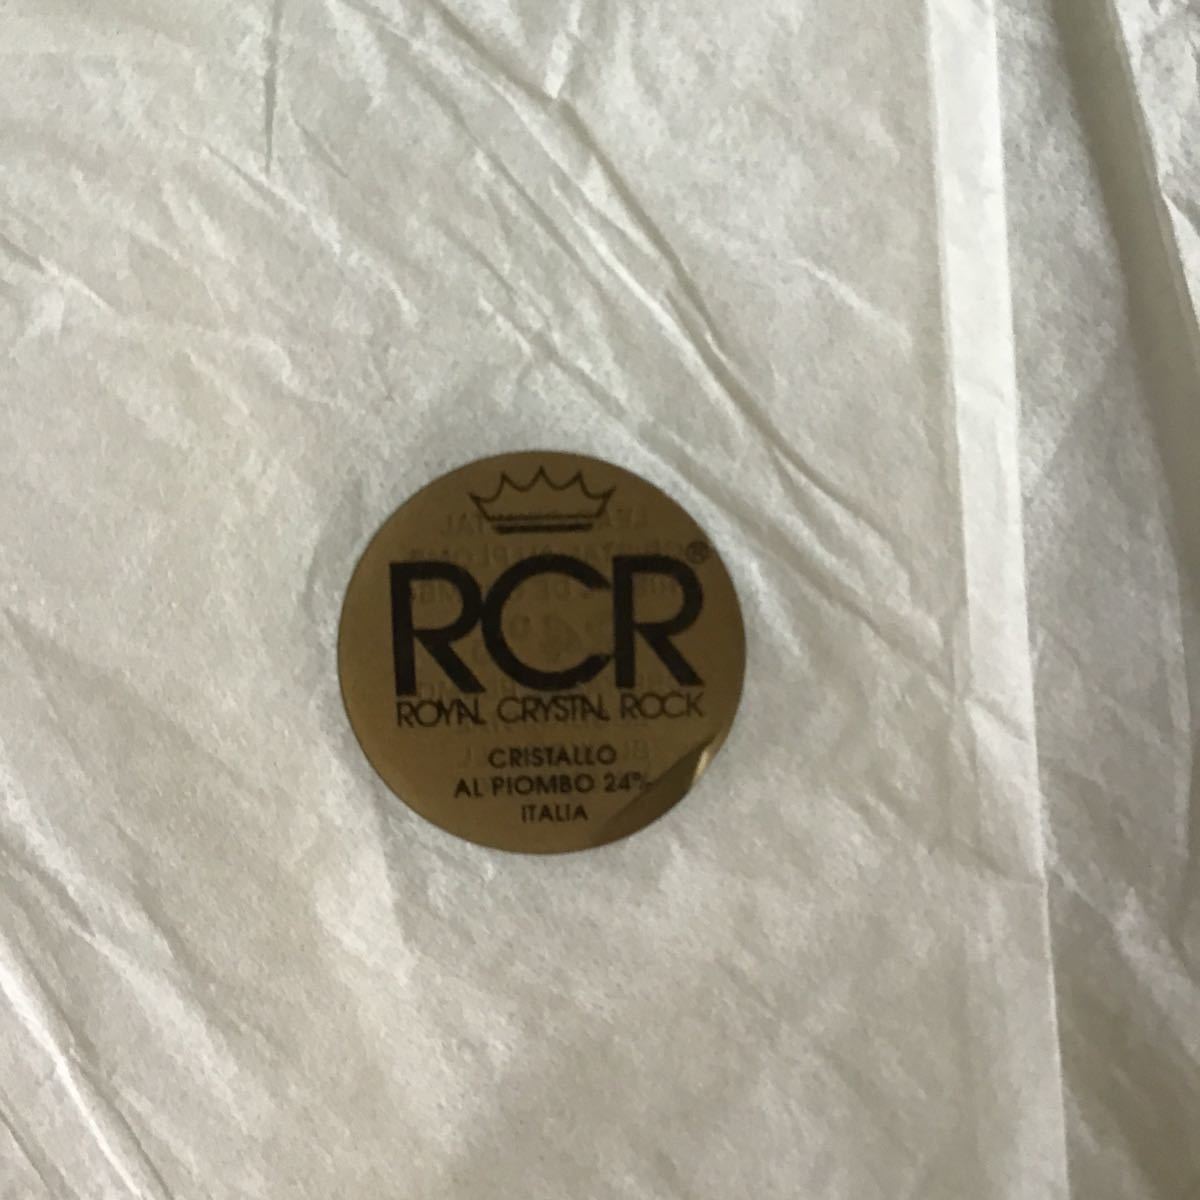 RCR®
ROYAL CRYSTAL ROCK
CRISTALLO
AL PIOMBO 24%
ITALIA